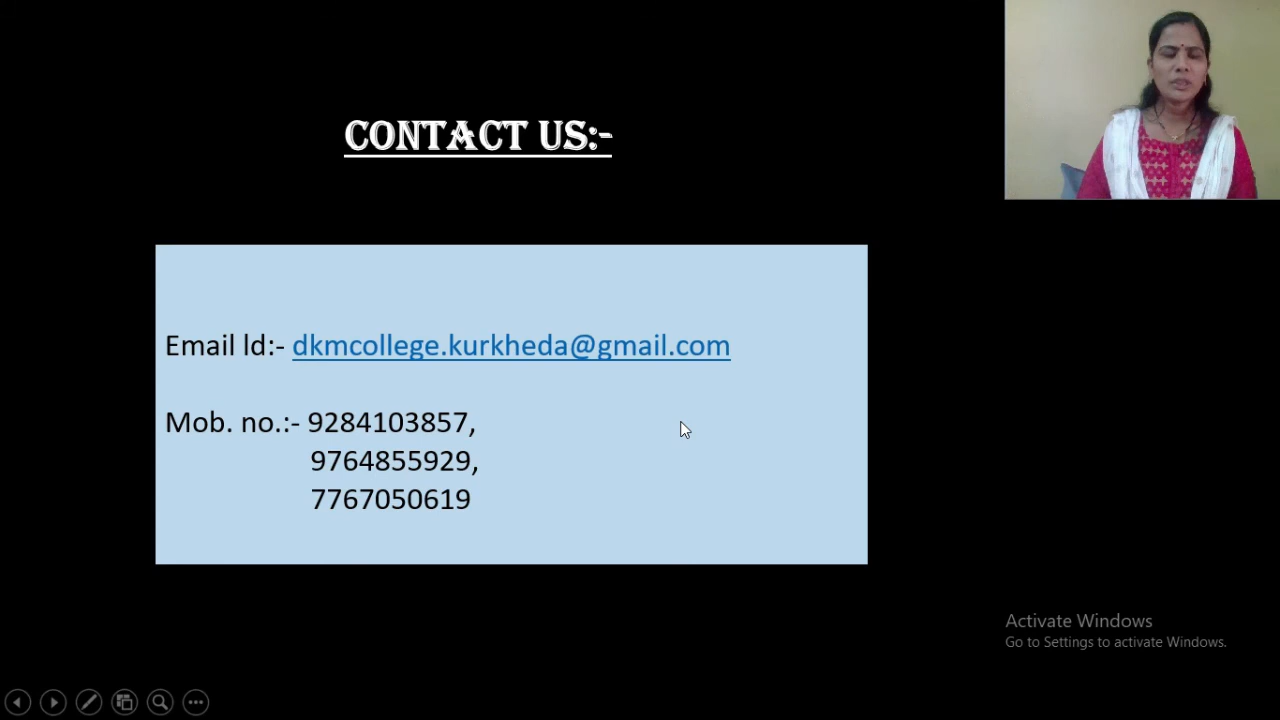 CONTACT US:-
Email Id:- dkmcollege.kurkheda@gmail.com
Mob. no.:- 9284103857,
9764855929,
7767050619
Activate Windows
Go to Settings to activate Windows.